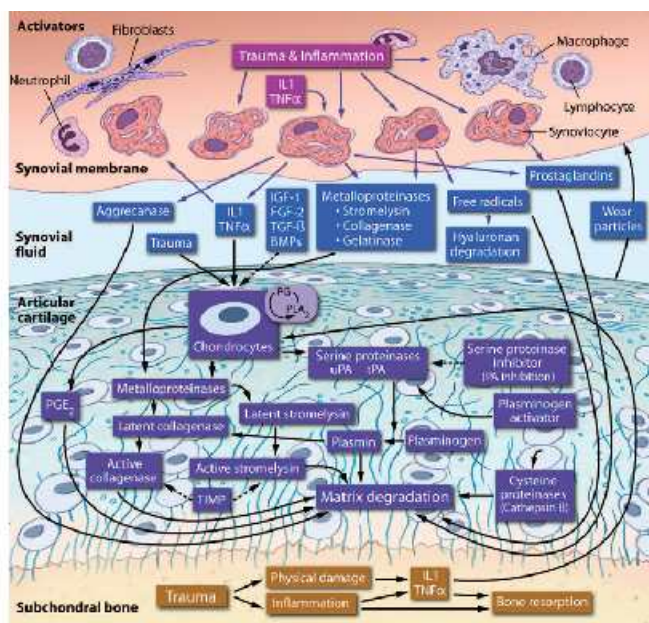 Activators
Fibroblasts
Neutrophil
Trauma & Inflammation
Macrophage
IL1
TNFα
Lymphocyte
Synoviocyte
Synovial membrane
Prostaglandins
Aggrecanase
IL1
TNFα
IGF-1
FGF-2
TGF-ß
BMPs
Metalloproteinases
• Stromelysin
• Collagenase
• Gelatinase
Free radicals
Wear
particles
Synovial
fluid
Trauma
Hyaluronan
degradation
Articular
cartilage
PG
PLA₂
Chondrocytes
Serine proteinases
uPA tPA
Serine proteinase
inhibitor
(PA inhibition)
Metalloproteinases
PGE₂
Latent stromelysin
Plasminogen
activator
Latent collagenase
Plasmin
Plasminogen
Active
collagenase
Active stromelysin
TIMP
Matrix degradation
Cysteine
proteinases
(Cathepsin B)
Trauma
Physical damage
Inflammation
IL1
TNFα
Bone resorption
Subchondral bone